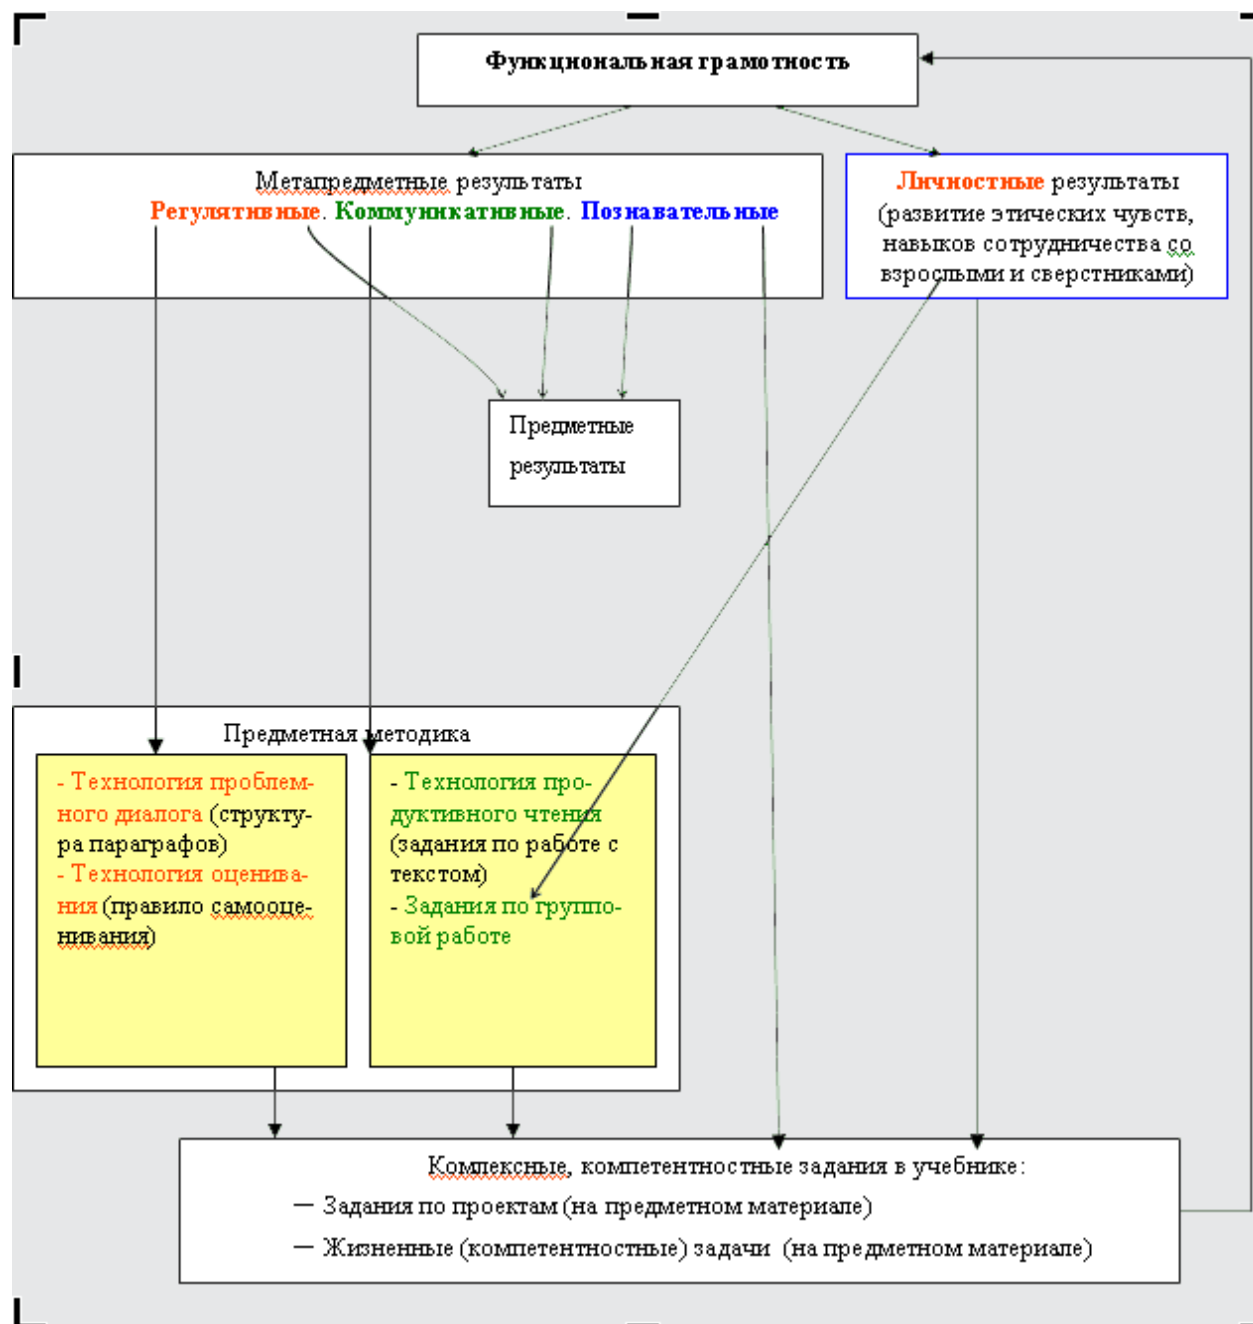 Функциональная грамотность
Метапредметные результаты
Регулятивные. Коммуникативные. Познавательные
Личностные результаты
(развитие этических чувств,
навыков сотрудничества со
взрослыми и сверстниками)
Предметные
результаты
Предметная методика
- Технология проблем-
ного диалога (структу-
ра параграфов)
- Технология оценива-
ния (правило самооце-
нивания)
- Технология про-
дуктивного чтения
(задания по работе с
текстом)
- Задания по группо-
вой работе
Компексные, компетентностные задания в учебнике:
— Задания по проектам (на предметном материале)
— Жизненные (компетентностные) задачи (на предметном материале)